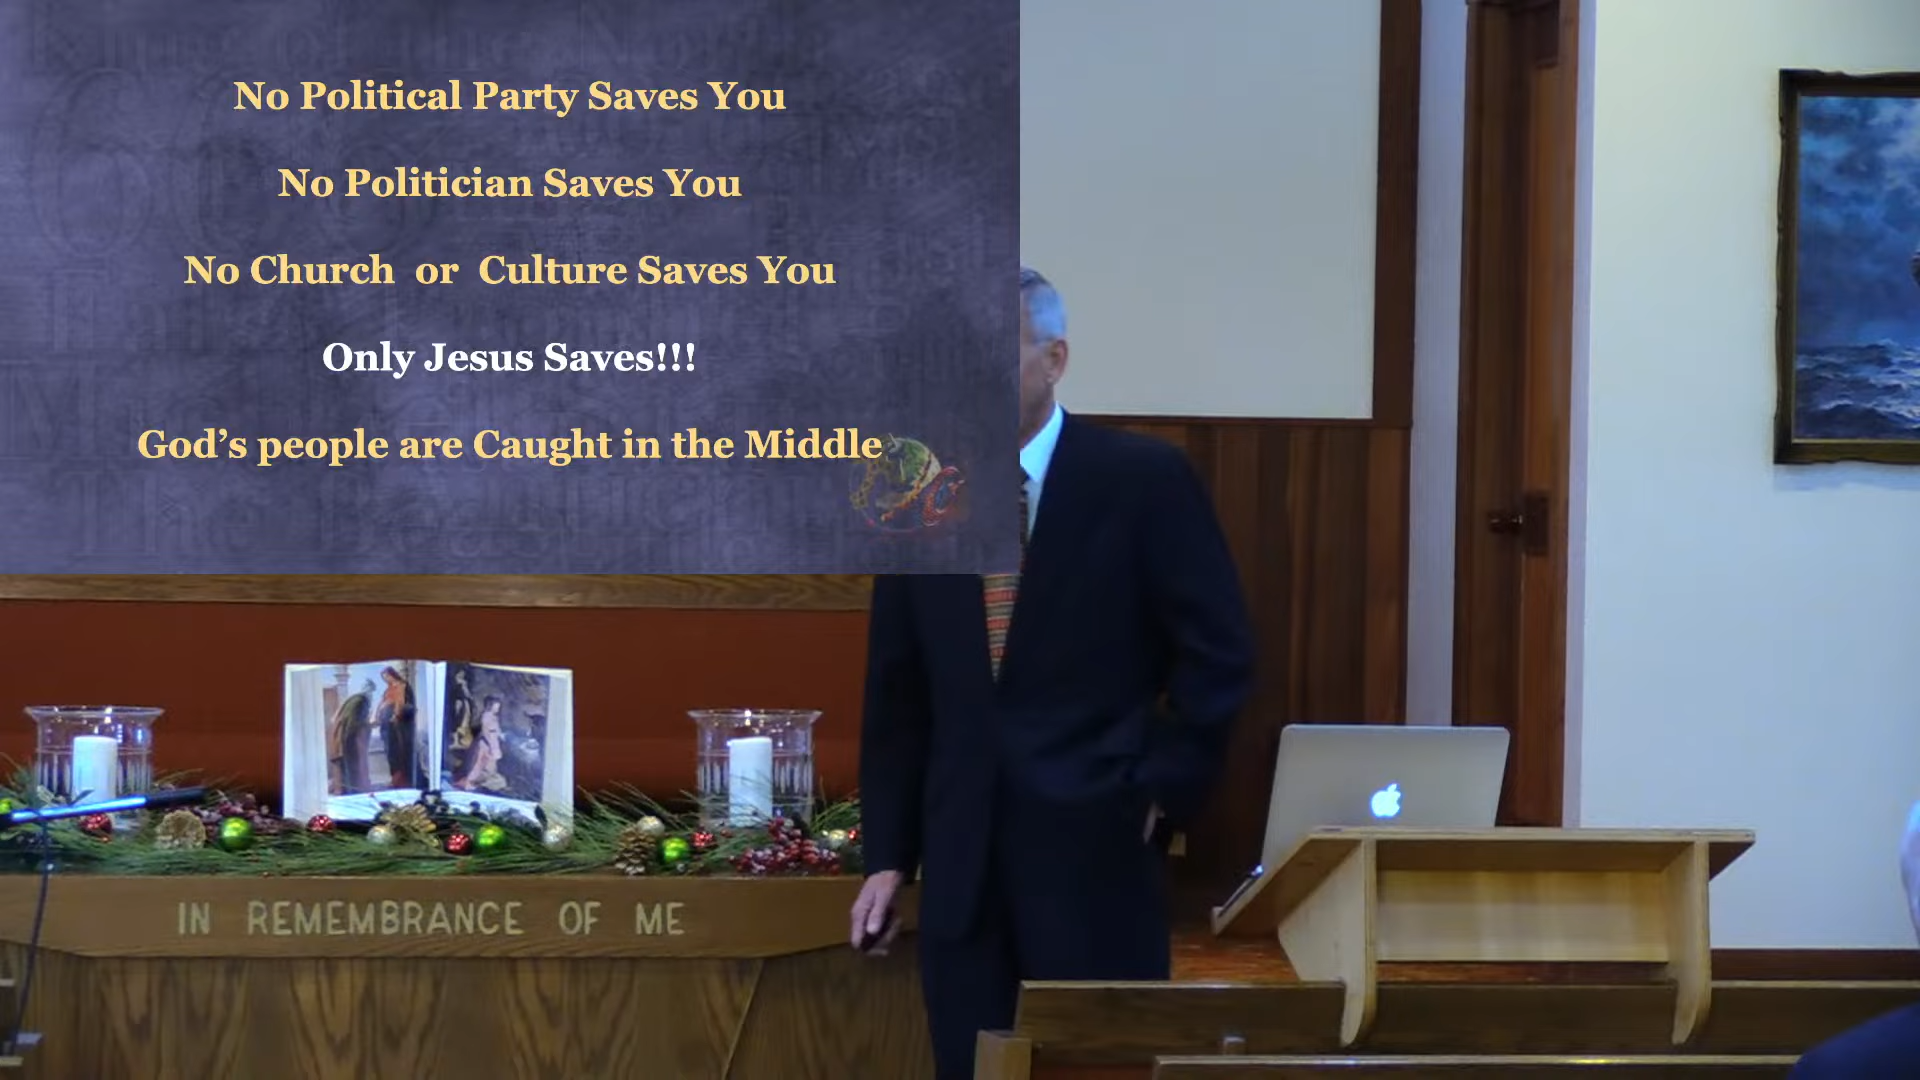 No Political Party Saves You
No Politician Saves You
No Church or Culture Saves You
Only Jesus Saves!!!
God's people are Caught in the Middle
IN REMEMBRANCE OF ME